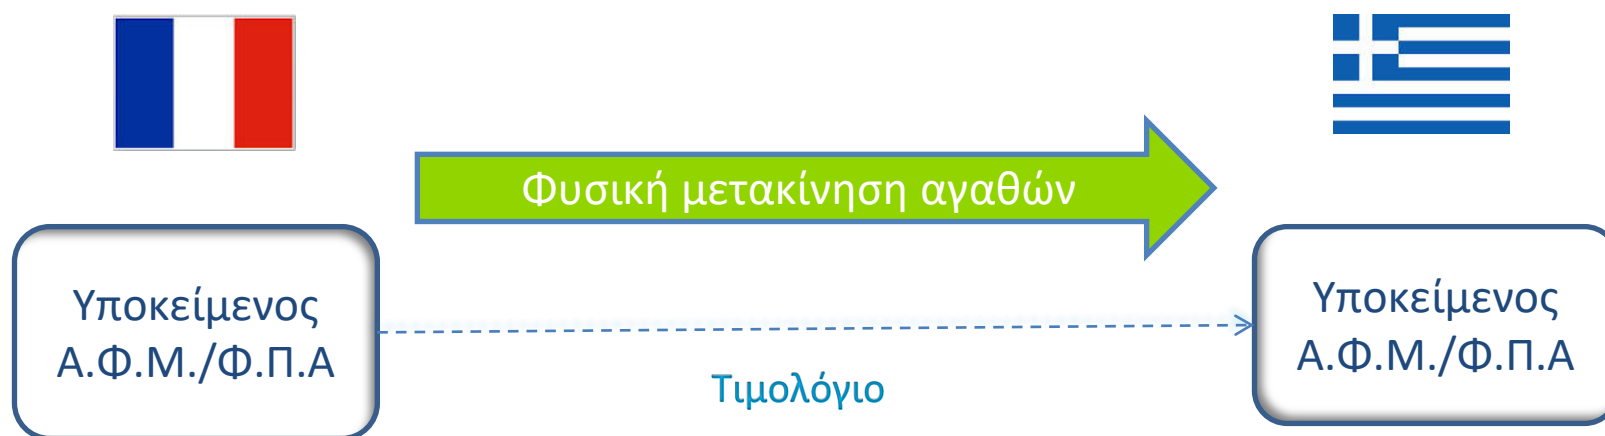 Φυσική μετακίνηση αγαθών
Υποκείμενος
Α.Φ.Μ./Φ.Π.Α
Υποκείμενος
Α.Φ.Μ./Φ.Π.Α
Τιμολόγιο